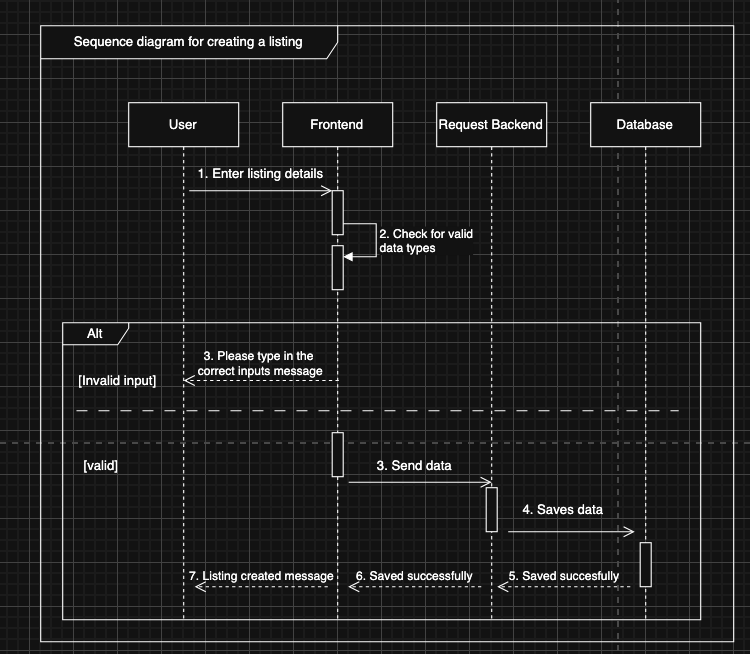 Sequence diagram for creating a listing
User
Frontend
Request Backend
Database
1. Enter listing details
2. Check for valid
data types
Alt
3. Please type in the
correct inputs message
[Invalid input]
[valid]
3. Send data
4. Saves data
7. Listing created message
6. Saved successfully
5. Saved succesfully